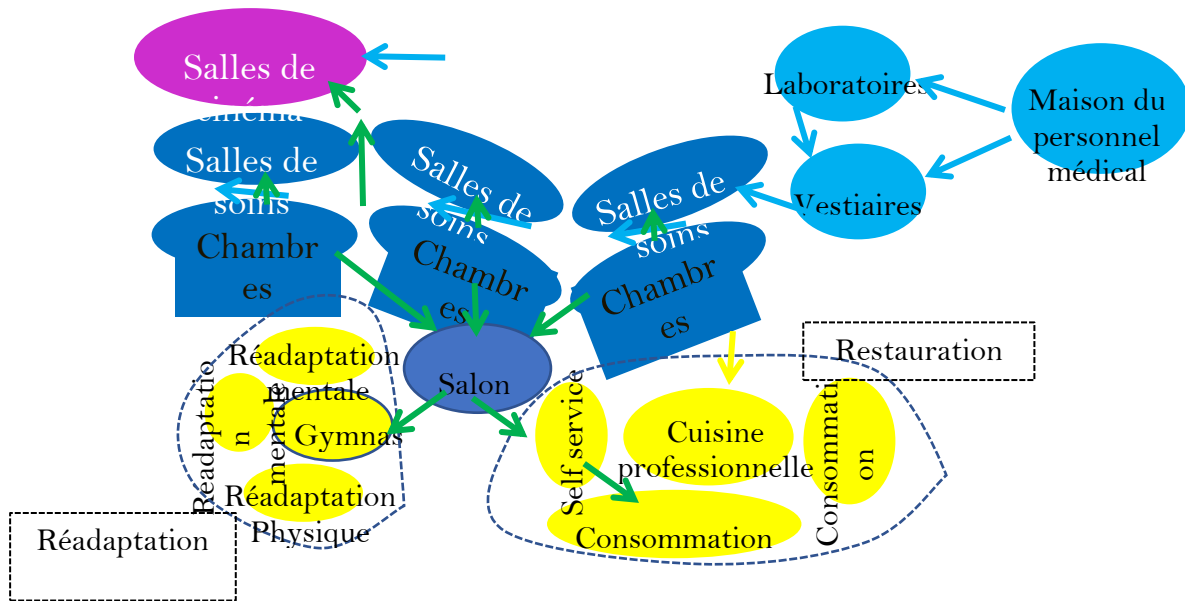 Salles de
cinéma
Salles de
soins
Salles de
soins
Salles de
soins
Laboratoires
Maison du
personnel
médical
Vestiaires
Chambr
es
Chambr
es
Chambr
es
Réadaptation
mentale
Réadaptatio
n
mentale
Gymnas
Réadaptation
Physique
Réadaptation
Salon
Restauration
Self service
Cuisine
professionnelle
Consommati
on
Consommation